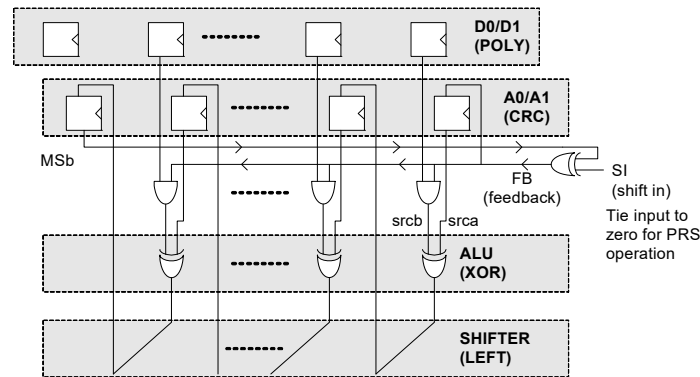 D0/D1
(POLY)
A0/A1
(CRC)
MSb
FB
(feedback)
SI
(shift in)
Tie input to
zero for PRS
operation
srcb
srca
ALU
(XOR)
SHIFTER
(LEFT)